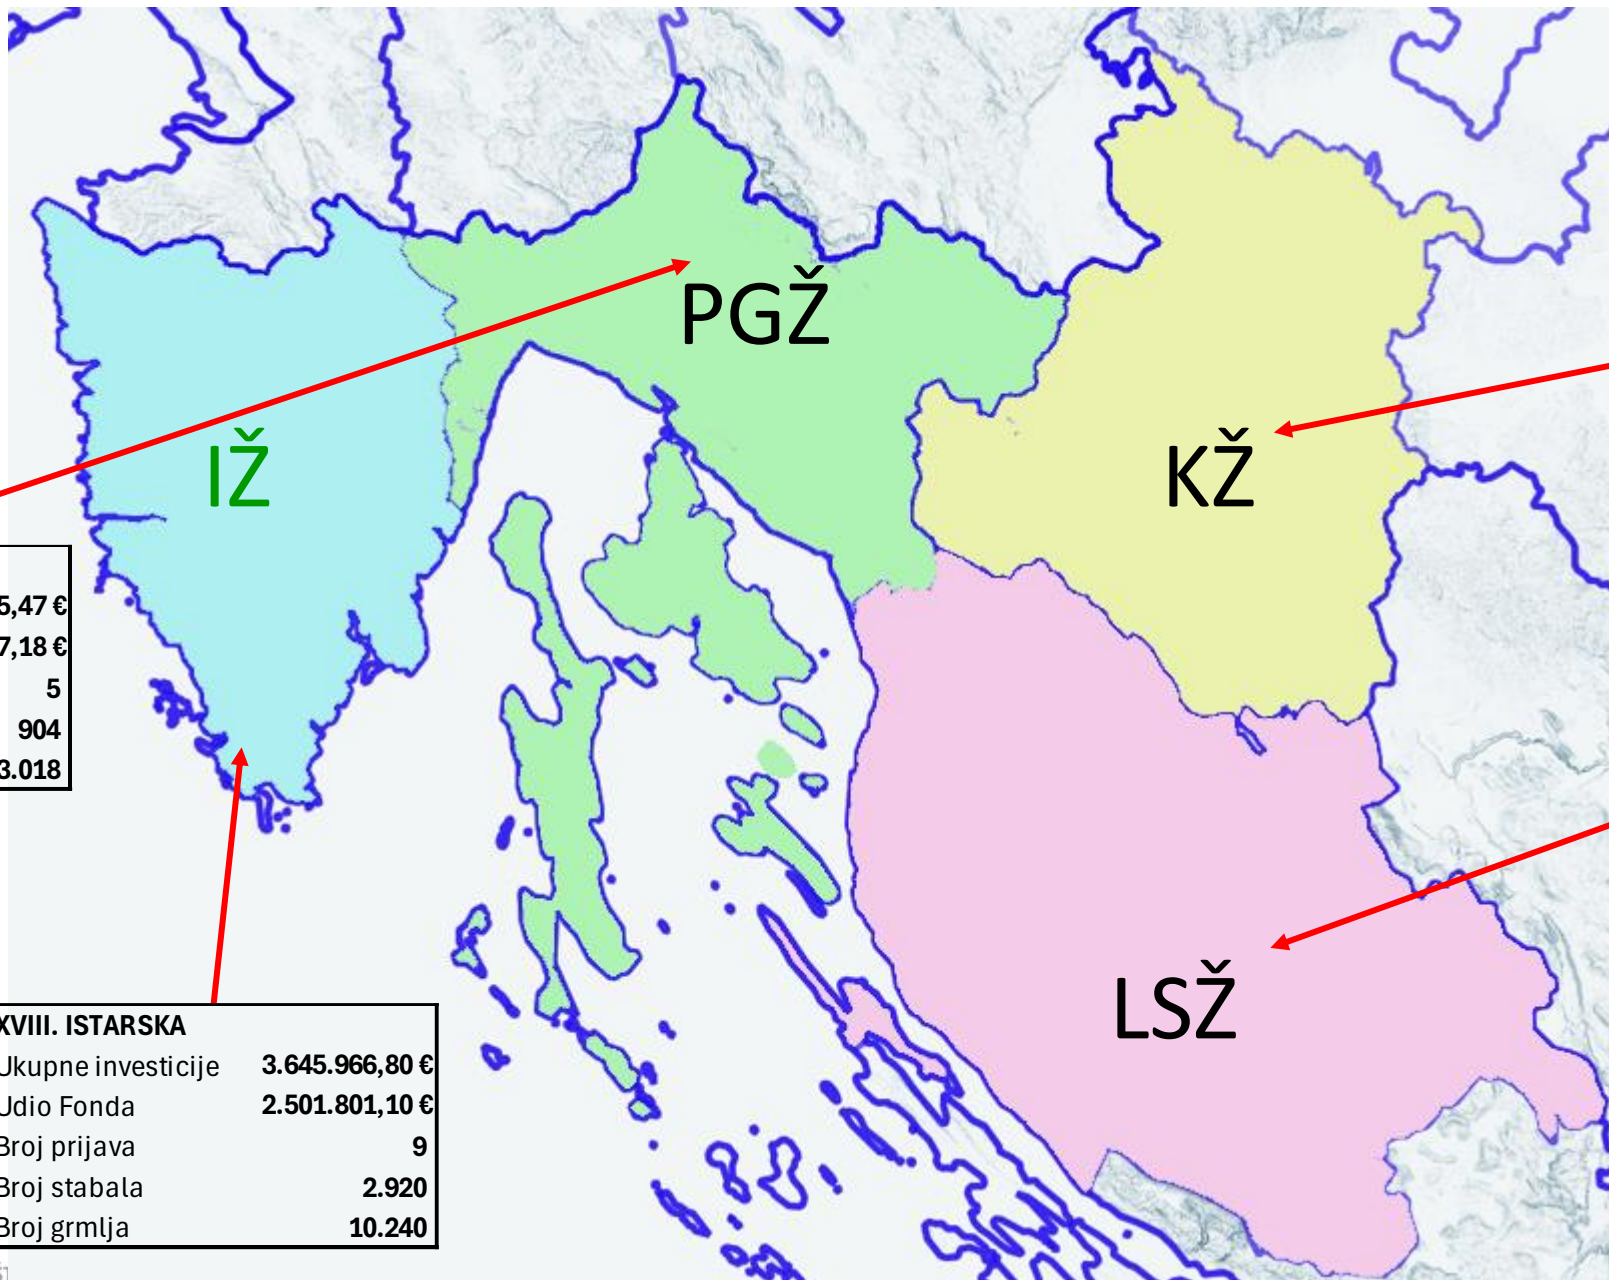 PGŽ
IŽ
KŽ
5,47 €
7,18 €
5
904
3.018
LSŽ
XVIII. ISTARSKA
Ukupne investicije 3.645.966,80 €
Udio Fonda 2.501.801,10 €
Broj prijava 9
Broj stabala 2.920
Broj grmlja 10.240